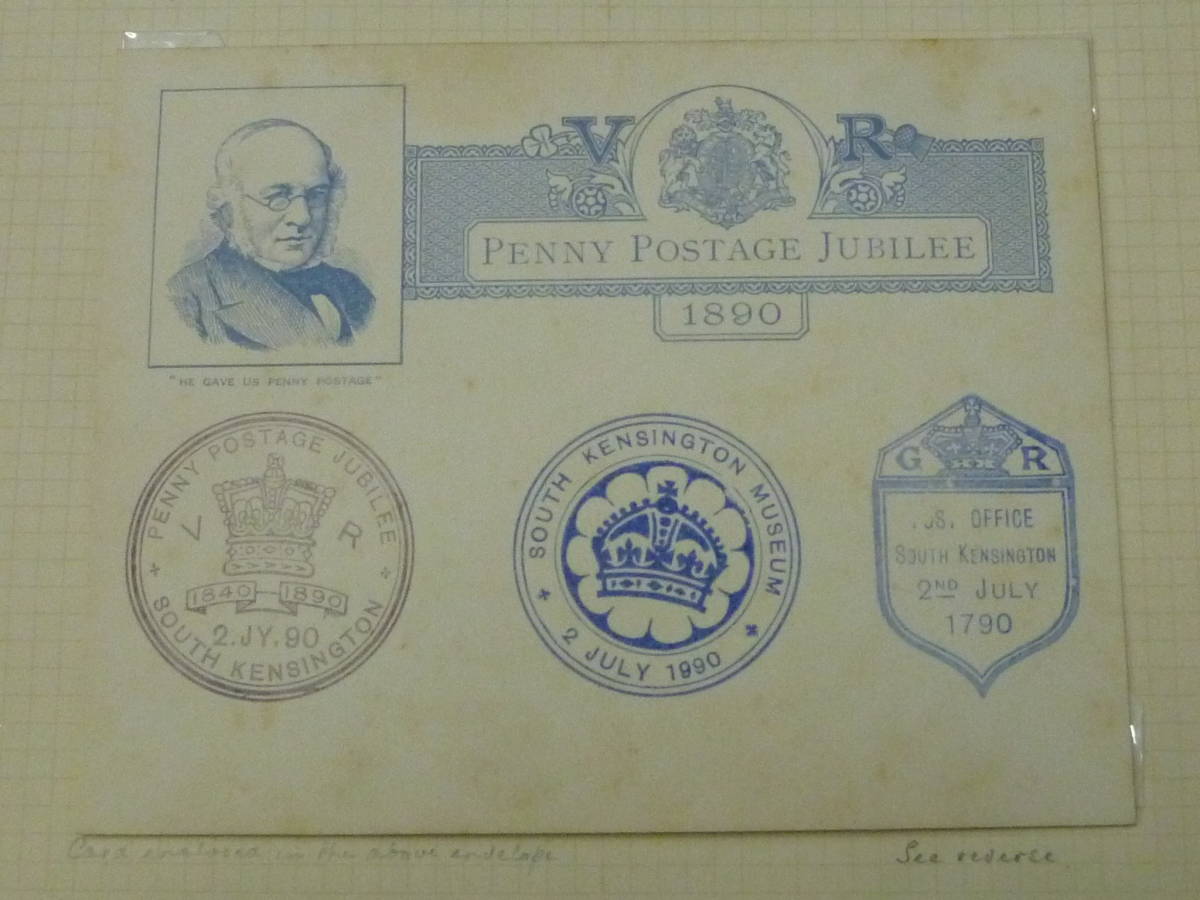 V R
PENNY POSTAGE JUBILEE
1890
"HE GAVE US PENNY POSTAGE"
PENNY POSTAGE JUBILEE
V R
1840 1890
2.JY.90
SOUTH KENSINGTON
SOUTH KENSINGTON MUSEUM
2 JULY 1990
G R
OFFICE
SOUTH KENSINGTON
2ND JULY
1790
Card enclosed in the above envelope
See reverse.